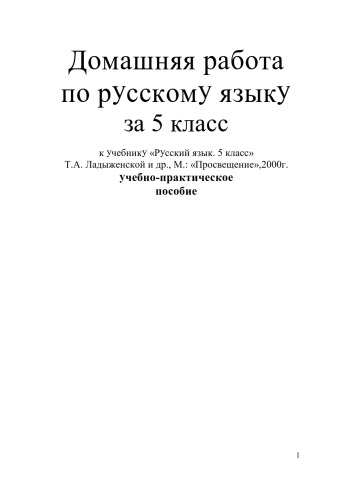 Домашняя работа
по русскому языку
за 5 класс
к учебнику «Русский язык. 5 класс»
Т.А. Ладыженской и др., М.: «Просвещение»,2000г.
учебно-практическое
пособие
1